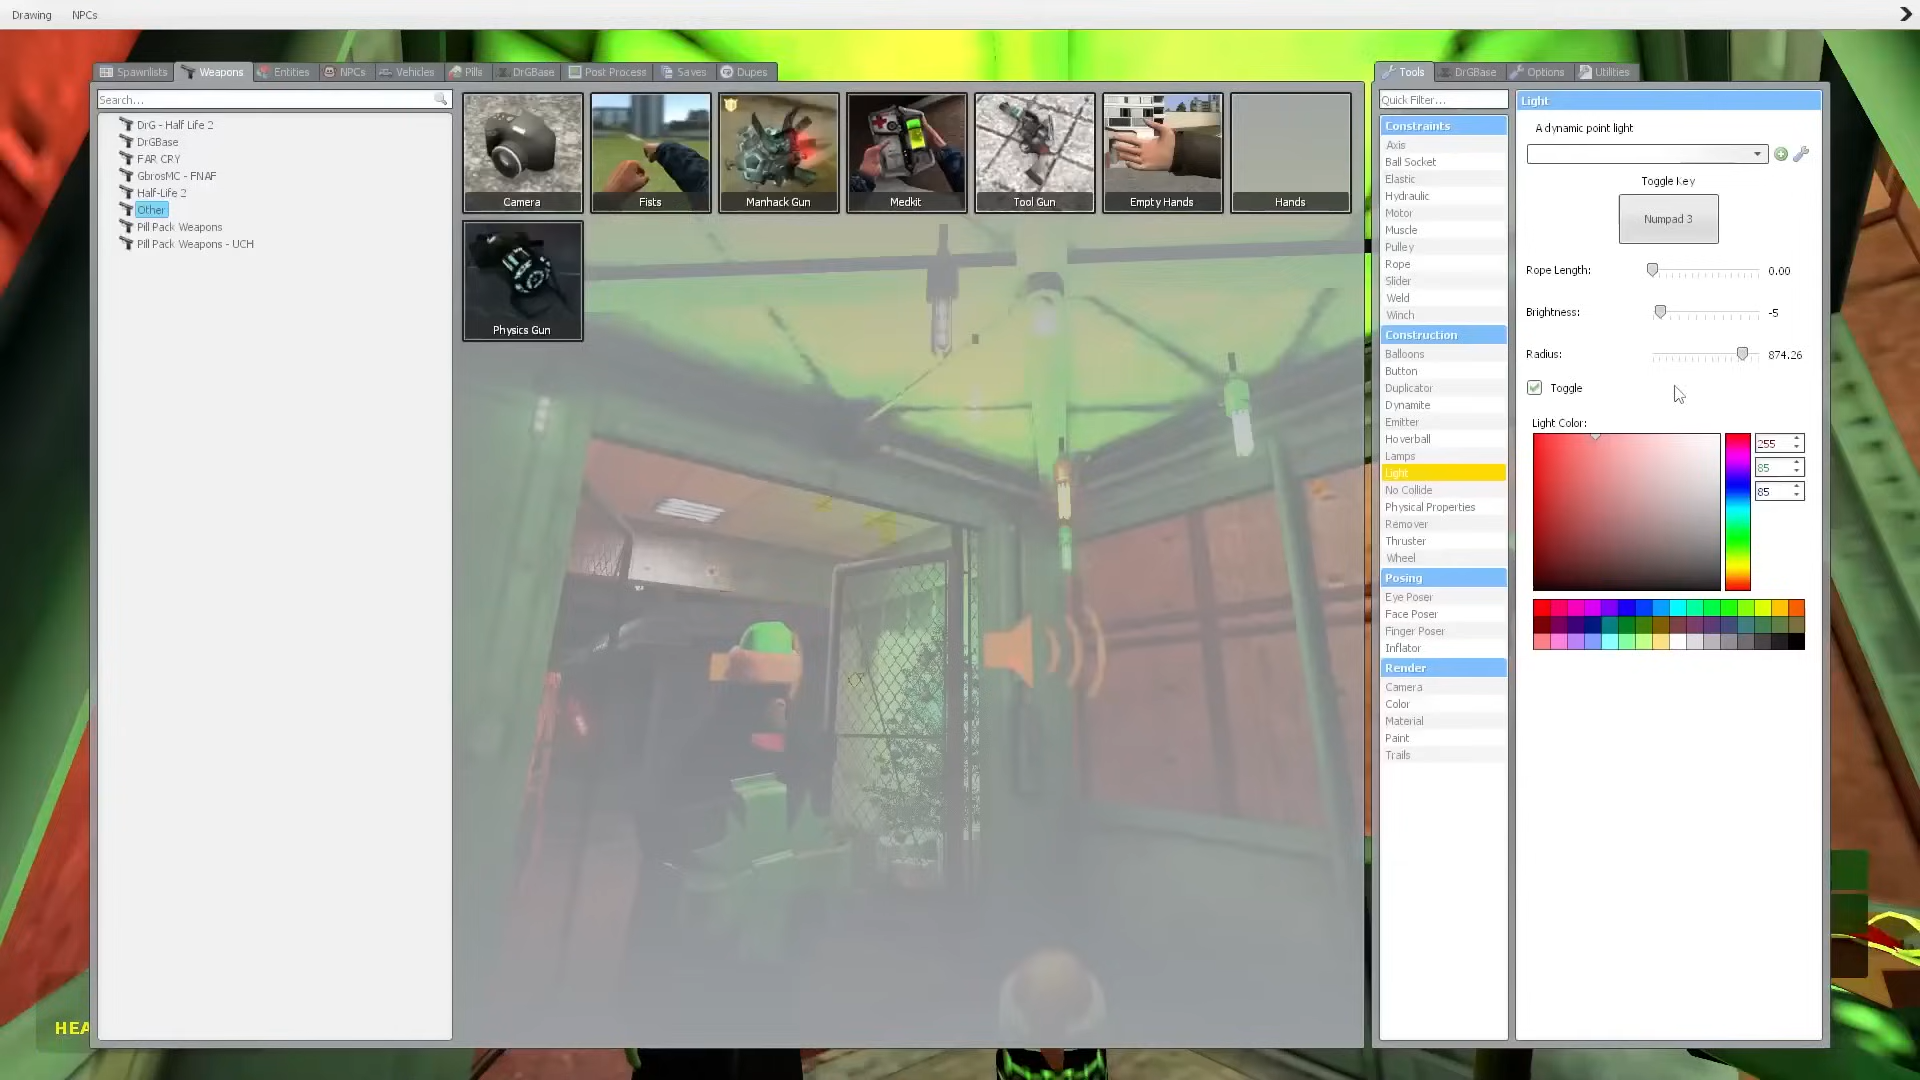 Drawing NPCs
Spawnlists Weapons Entities NPCs Vehicles Pills DrGBase Post Process Saves Dupes
Search...
DrG - Half Life 2
DrGBase
FAR CRY
GbrosMC - FNAF
Half-Life 2
Other
Pill Pack Weapons
Pill Pack Weapons - UCH
Camera Fists Manhack Gun Medkit Tool Gun Empty Hands Hands
Physics Gun
HEA
Tools DrGBase Options Utilities
Quick Filter...
Constraints
Axis
Ball Socket
Elastic
Hydraulic
Motor
Muscle
Pulley
Rope
Slider
Weld
Winch
Construction
Balloons
Button
Duplicator
Dynamite
Emitter
Hoverball
Lamps
Light
No Collide
Physical Properties
Remover
Thruster
Wheel
Posing
Eye Poser
Face Poser
Finger Poser
Inflator
Render
Camera
Color
Material
Paint
Trails
Light
A dynamic point light
Toggle Key
Numpad 3
Rope Length: 0.00
Brightness: -5
Radius: 874.26
Toggle
Light Color:
255
85
85